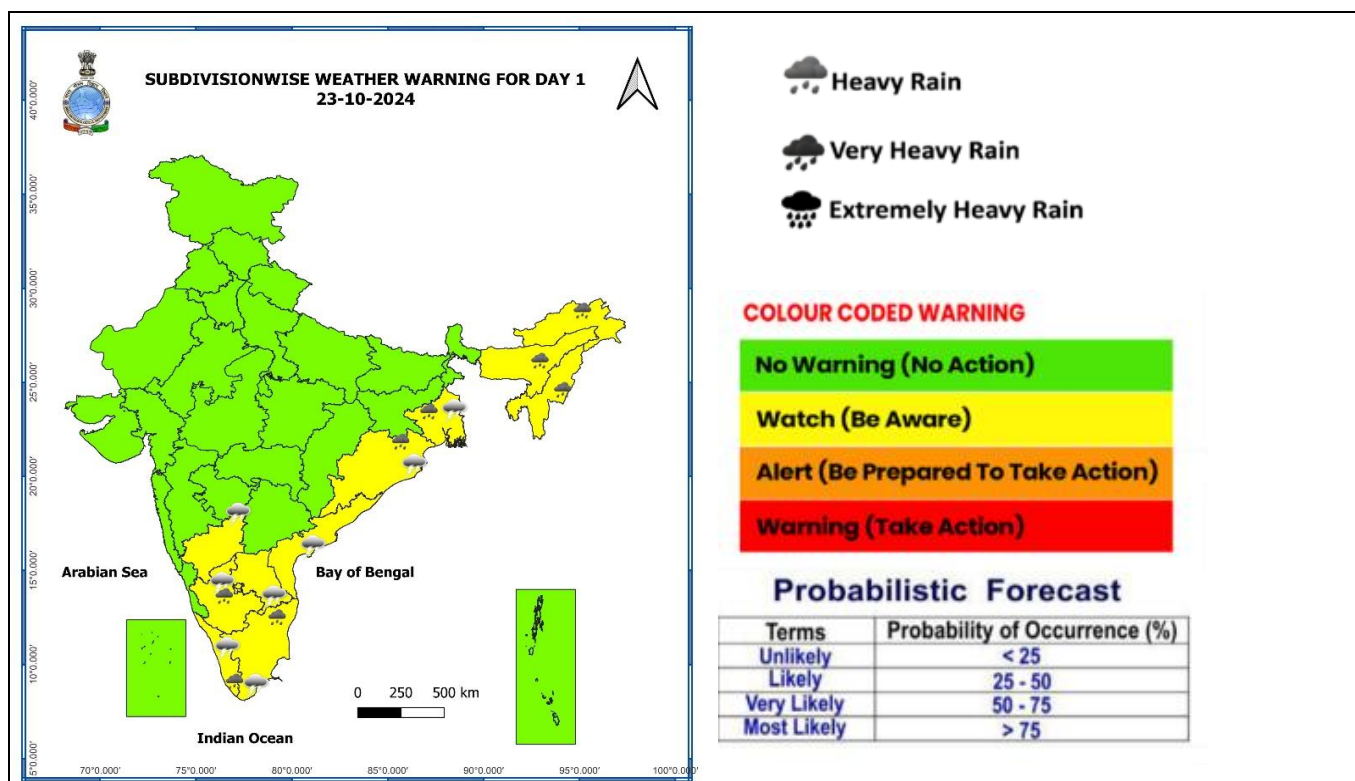 SUBDIVISIONWISE WEATHER WARNING FOR DAY 1
23-10-2024
40°0.000'
35°0.000'
30°0.000'
25°0.000'
20°0.000'
15°0.000'
10°0.000'
5°0.000'
Arabian Sea
Bay of Bengal
0 250 500 km
Indian Ocean
70°0.000' 75°0.000' 80°0.000' 85°0.000' 90°0.000' 95°0.000' 100°0.000'
Heavy Rain
Very Heavy Rain
Extremely Heavy Rain
COLOUR CODED WARNING
No Warning (No Action)
Watch (Be Aware)
Alert (Be Prepared To Take Action)
Warning (Take Action)
Probabilistic Forecast
Terms Probability of Occurrence (%)
Unlikely < 25
Likely 25 - 50
Very Likely 50 - 75
Most Likely > 75